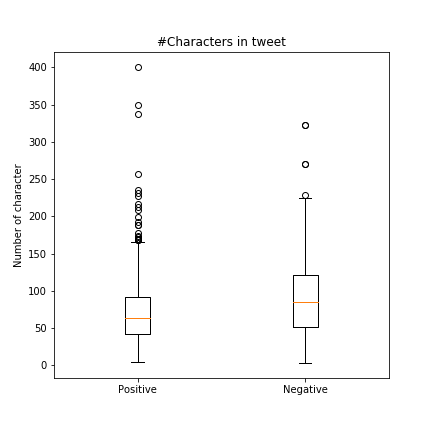 #Characters in tweet
Number of character
400
350
300
250
200
150
100
50
0
Positive
Negative